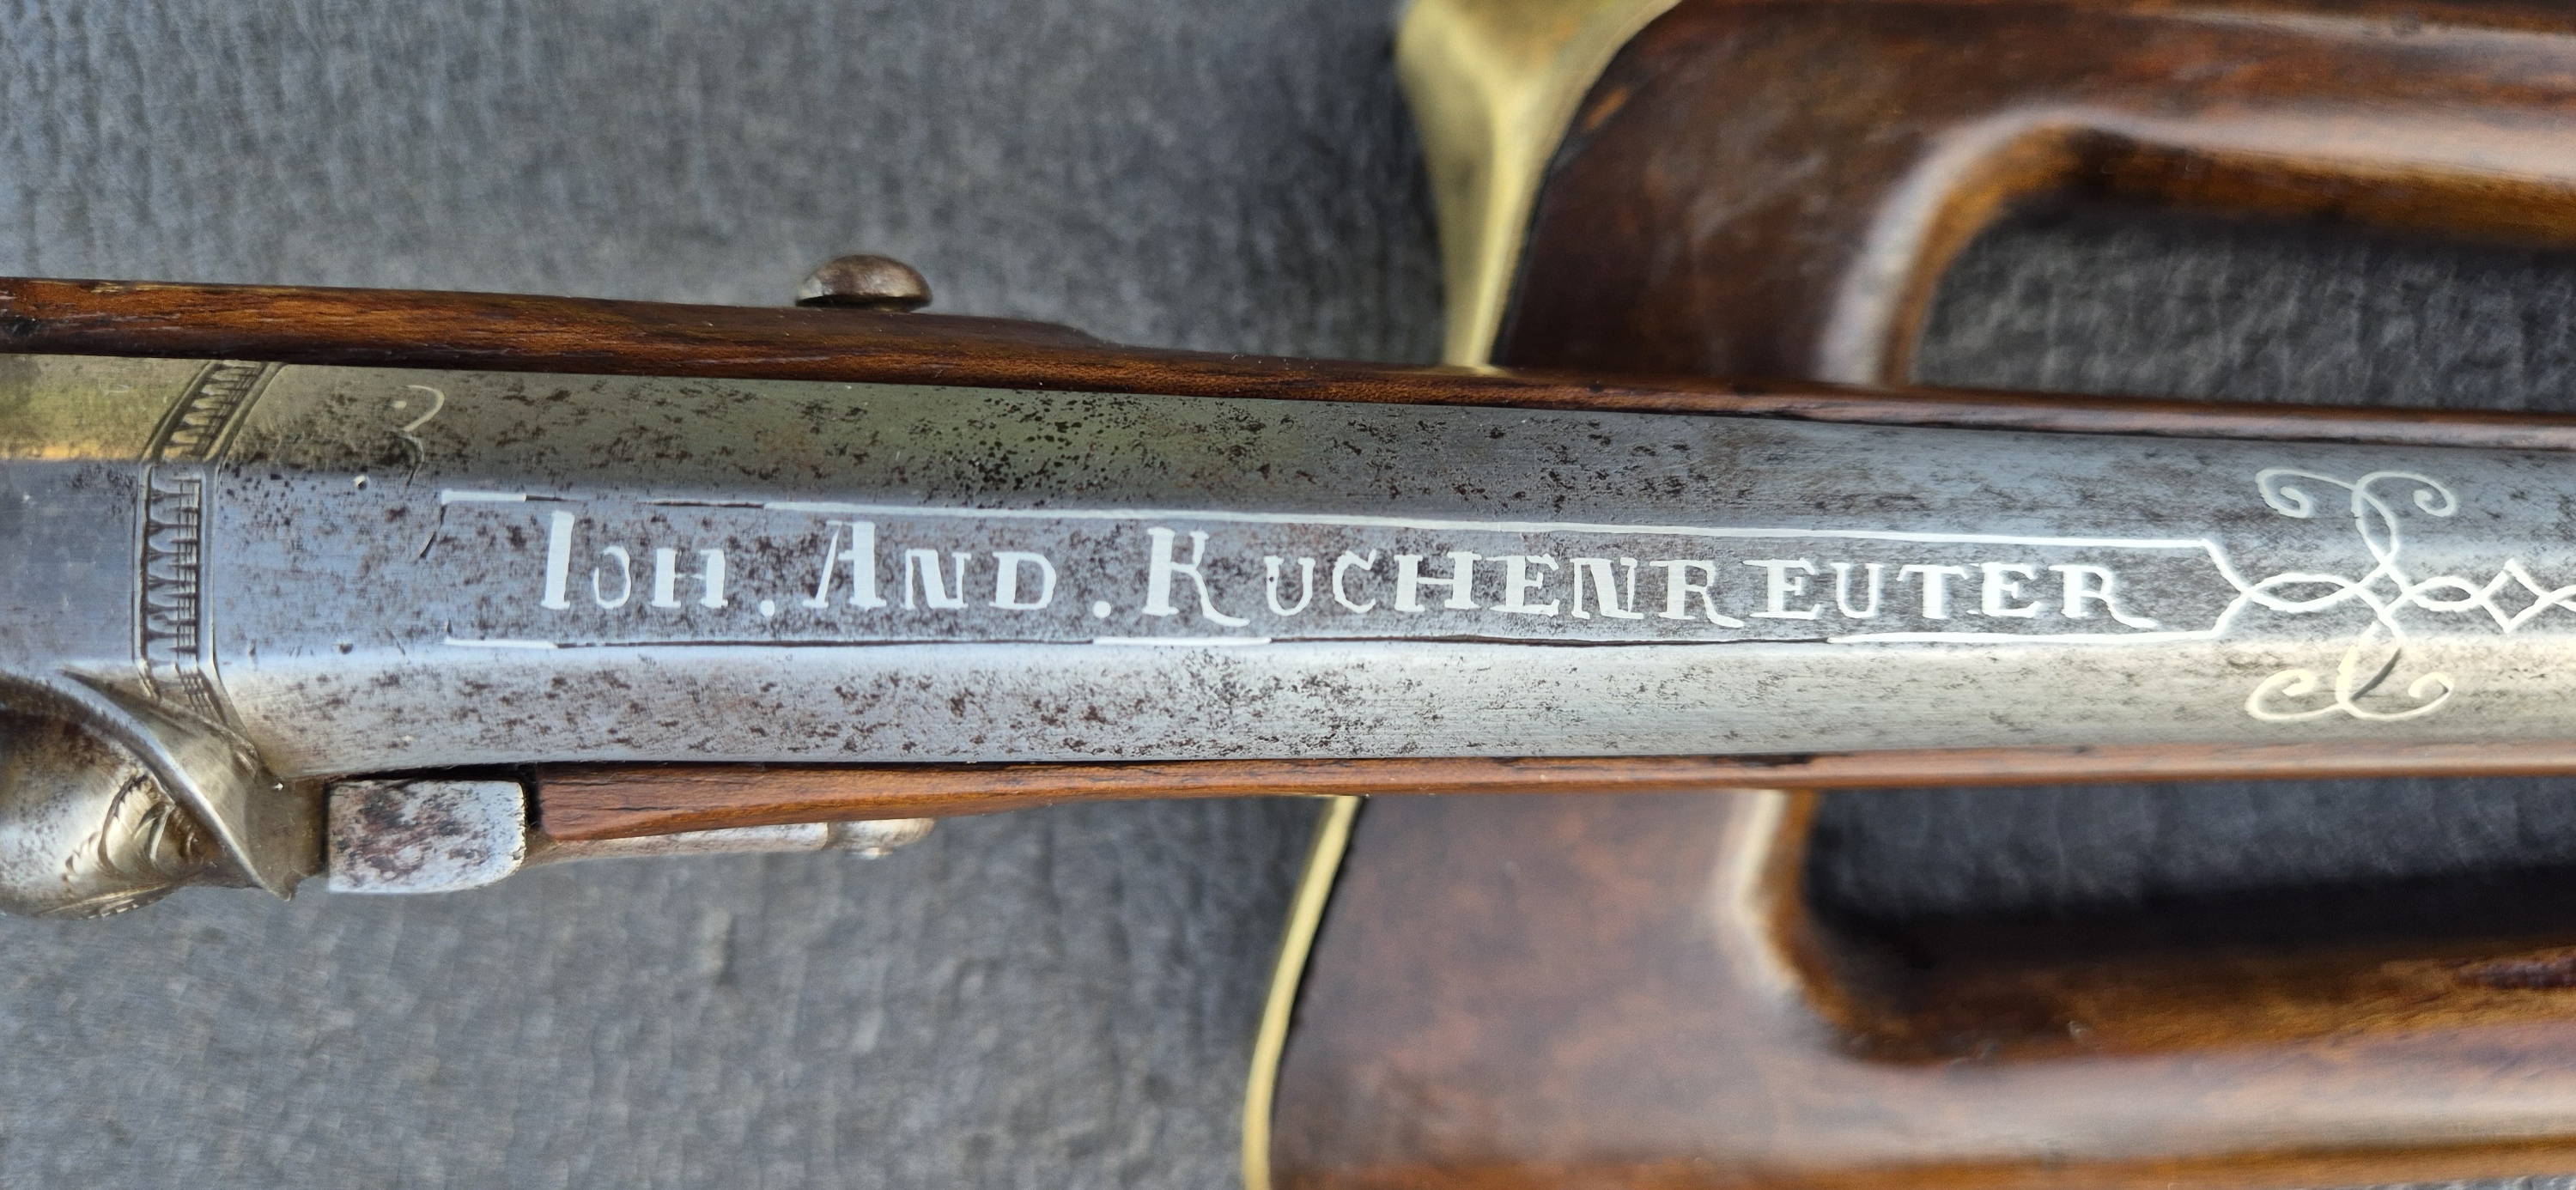 IOH. AND. KUCHENREUTER